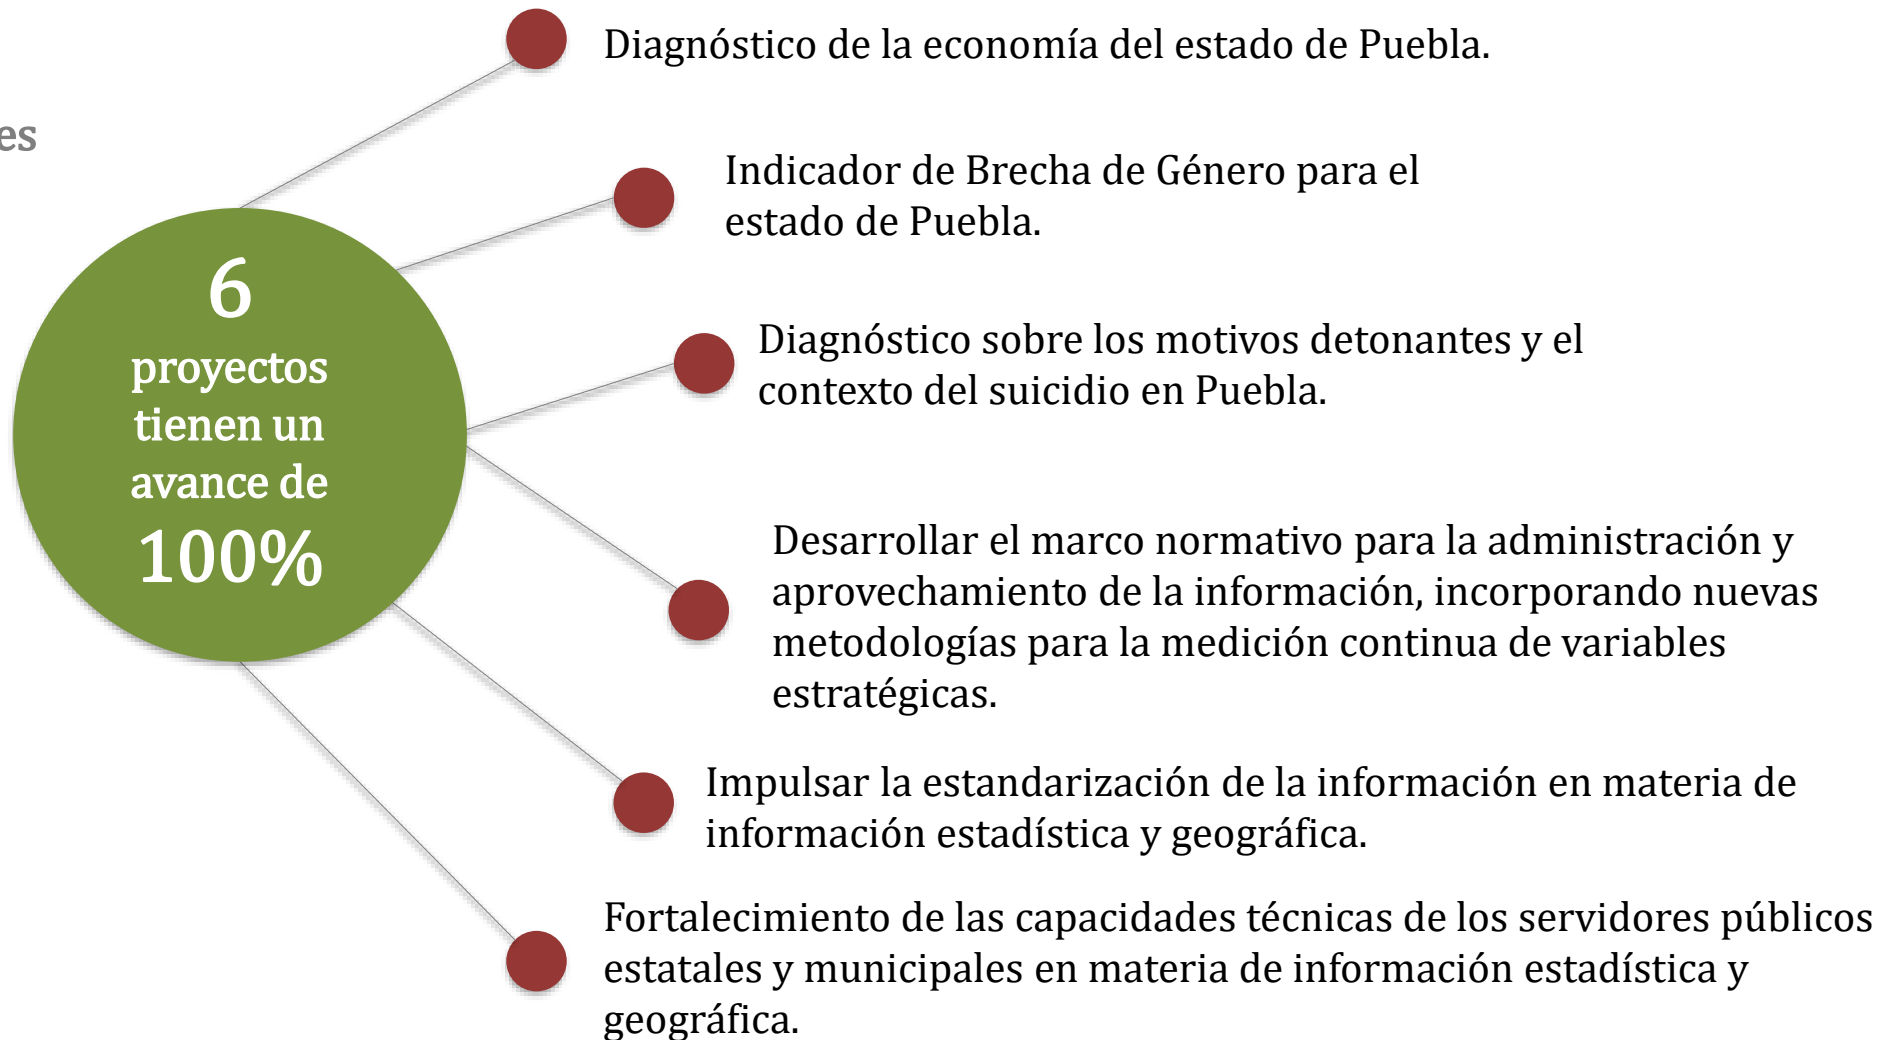 Diagnóstico de la economía del estado de Puebla.
es
Indicador de Brecha de Género para el
estado de Puebla.
6
proyectos
tienen un
avance de
100%
Diagnóstico sobre los motivos detonantes y el
contexto del suicidio en Puebla.
Desarrollar el marco normativo para la administración y
aprovechamiento de la información, incorporando nuevas
metodologías para la medición continua de variables
estratégicas.
Impulsar la estandarización de la información en materia de
información estadística y geográfica.
Fortalecimiento de las capacidades técnicas de los servidores públicos
estatales y municipales en materia de información estadística y
geográfica.